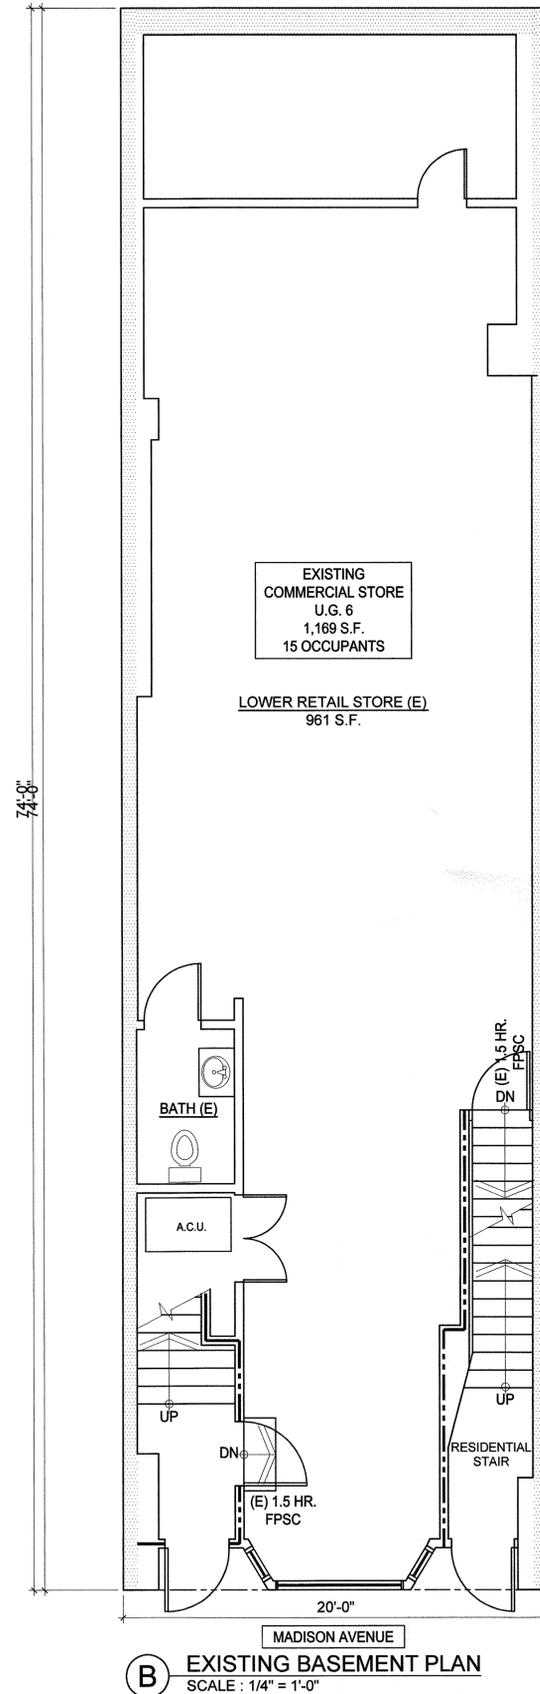 EXISTING
COMMERCIAL STORE
U.G. 6
1,169 S.F.
15 OCCUPANTS
LOWER RETAIL STORE (E)
961 S.F.
74'-0"
74'-0"
(E) 1.5 HR.
FPSC
DN
BATH (E)
A.C.U.
UP
UP
DN
RESIDENTIAL
STAIR
(E) 1.5 HR.
FPSC
20'-0"
MADISON AVENUE
B EXISTING BASEMENT PLAN
SCALE : 1/4" = 1'-0"